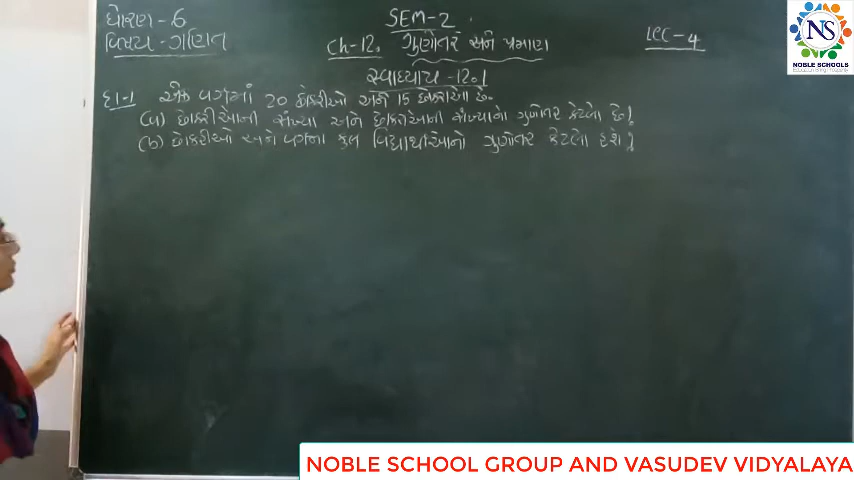 ધોરણ - 6
SEM-2
વિષય - ગણિત
Ch-12. ગુણોત્તર અને પ્રમાણ
LEC-4
સ્વાધ્યાય - 12.1
દા-1 એક વર્ગમાં 20 છોકરીઓ અને 15 છોકરાઓ છે.
(a) છોકરીઓની સંખ્યા અને છોકરાઓની સંખ્યાનો ગુણોત્તર કેટલો છે?
(b) છોકરીઓ અને વર્ગના કુલ વિદ્યાર્થીઓનો ગુણોત્તર કેટલો હશે?
NS
NOBLE SCHOOLS
NOBLE SCHOOL GROUP AND VASUDEV VIDYALAYA